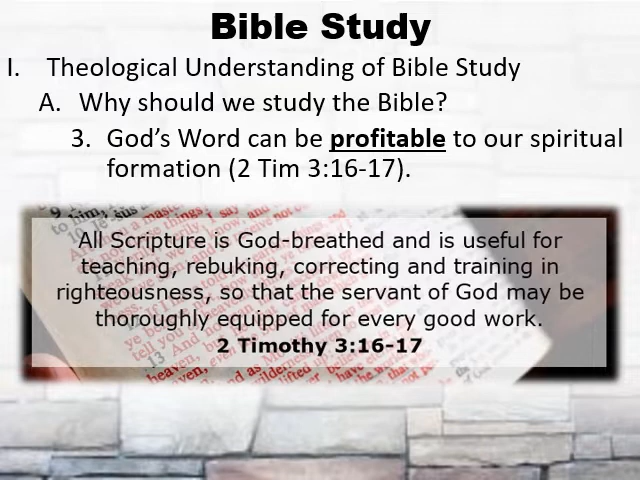 Bible Study
I. Theological Understanding of Bible Study
A. Why should we study the Bible?
3. God’s Word can be profitable to our spiritual
formation (2 Tim 3:16-17).
All Scripture is God-breathed and is useful for
teaching, rebuking, correcting and training in
righteousness, so that the servant of God may be
thoroughly equipped for every good work.
2 Timothy 3:16-17